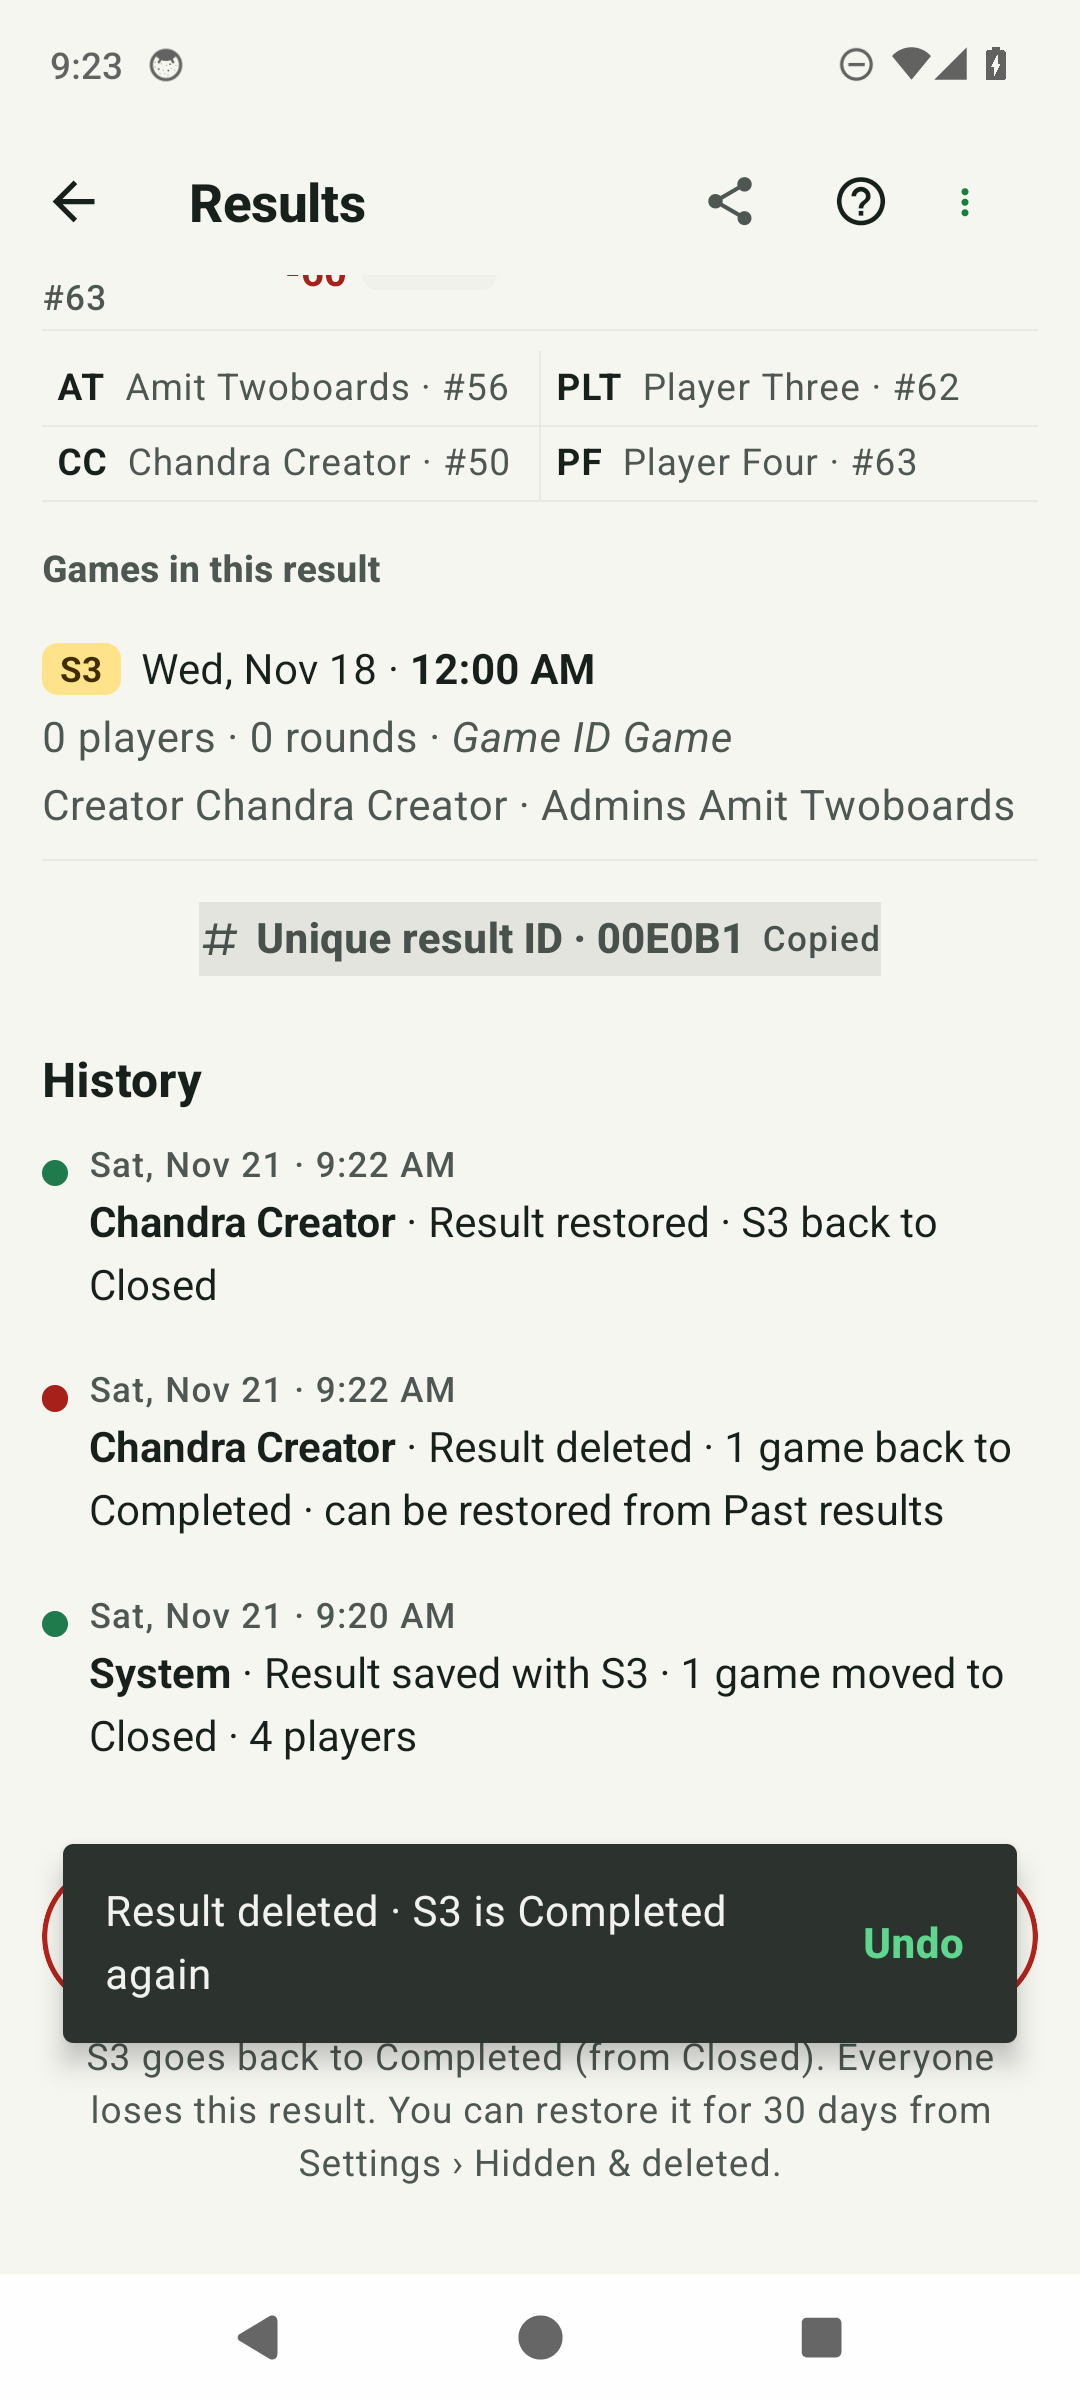 9:23
Results
#63
AT Amit Twoboards · #56
PLT Player Three · #62
CC Chandra Creator · #50
PF Player Four · #63
Games in this result
S3 Wed, Nov 18 · 12:00 AM
0 players · 0 rounds · Game ID Game
Creator Chandra Creator · Admins Amit Twoboards
# Unique result ID · 00E0B1 Copied
History
Sat, Nov 21 · 9:22 AM
Chandra Creator · Result restored · S3 back to
Closed
Sat, Nov 21 · 9:22 AM
Chandra Creator · Result deleted · 1 game back to
Completed · can be restored from Past results
Sat, Nov 21 · 9:20 AM
System · Result saved with S3 · 1 game moved to
Closed · 4 players
Result deleted · S3 is Completed
again
Undo
S3 goes back to Completed (from Closed). Everyone
loses this result. You can restore it for 30 days from
Settings › Hidden & deleted.